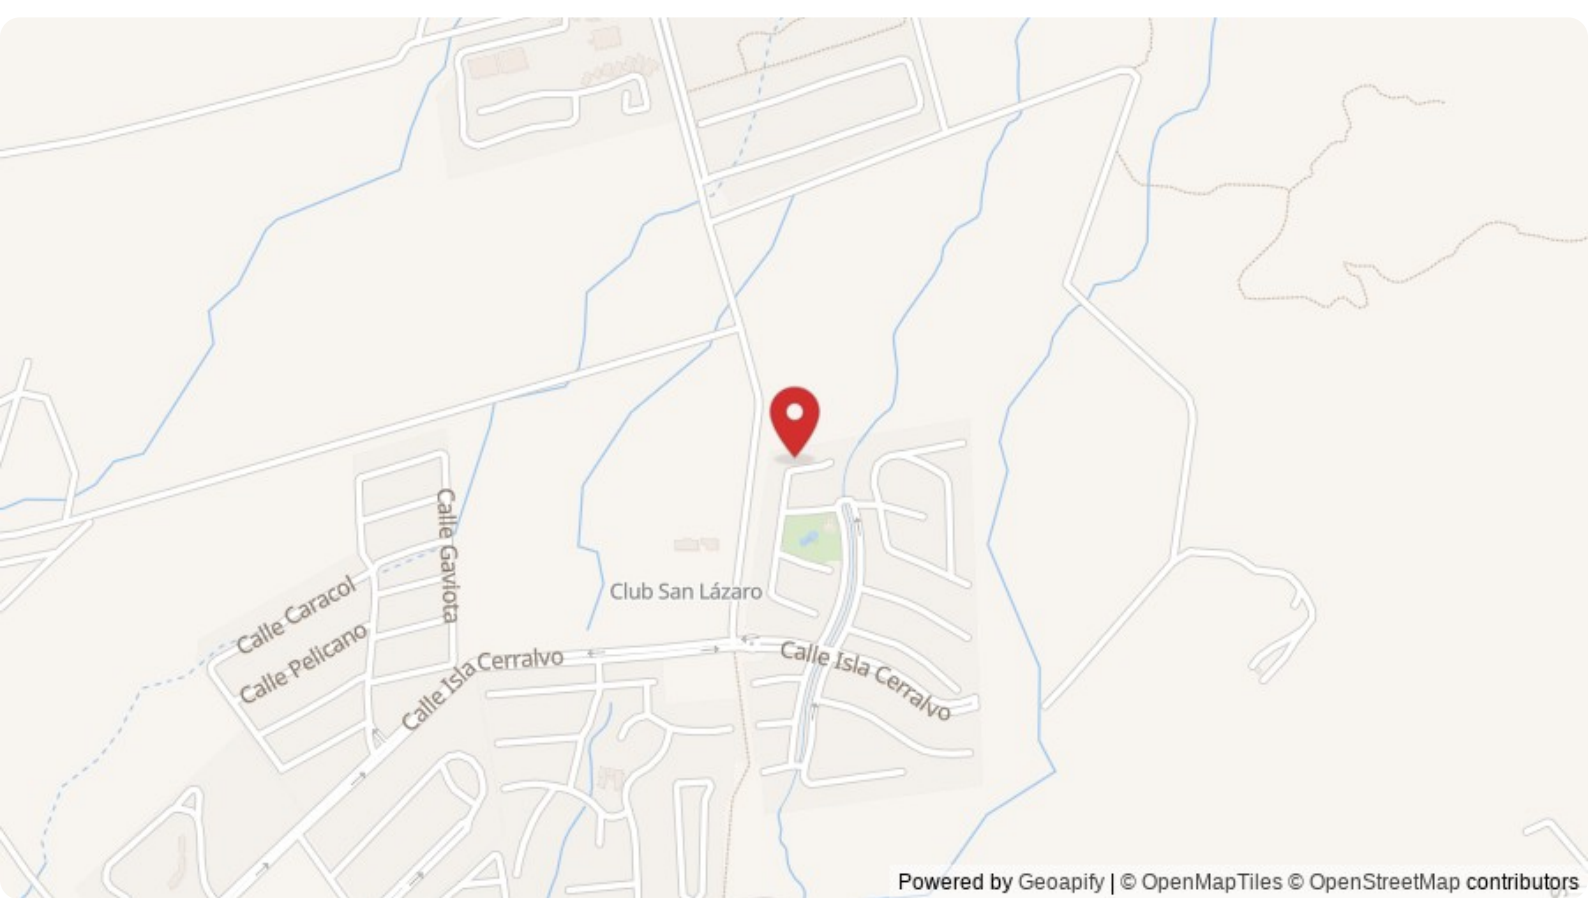 Calle Gaviota
Calle Caracol
Club San Lázaro
Calle Pelicano
Calle Isla Cerralvo
Calle Isla Cerralvo
Powered by Geoapify | © OpenMapTiles © OpenStreetMap contributors